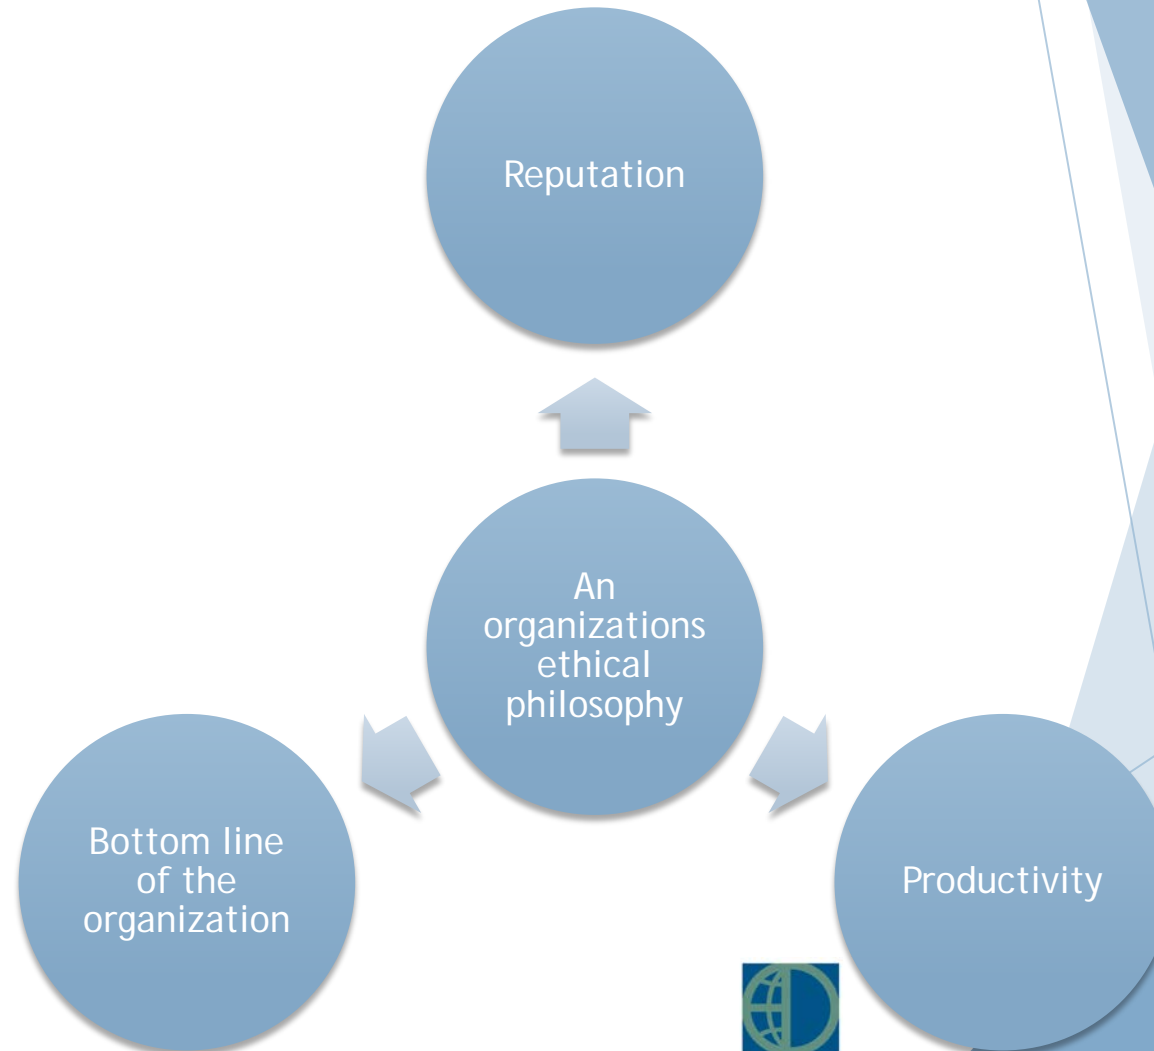 Reputation
An
organizations
ethical
philosophy
Bottom line
of the
organization
Productivity